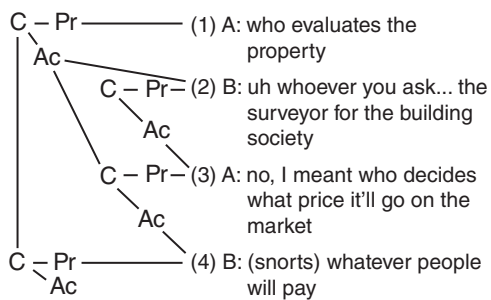 C – Pr (1) A: who evaluates the
property
Ac
C – Pr – (2) B: uh whoever you ask... the
surveyor for the building
society
Ac
C – Pr – (3) A: no, I meant who decides
what price it'll go on the
market
Ac
C – Pr (4) B: (snorts) whatever people
will pay
Ac